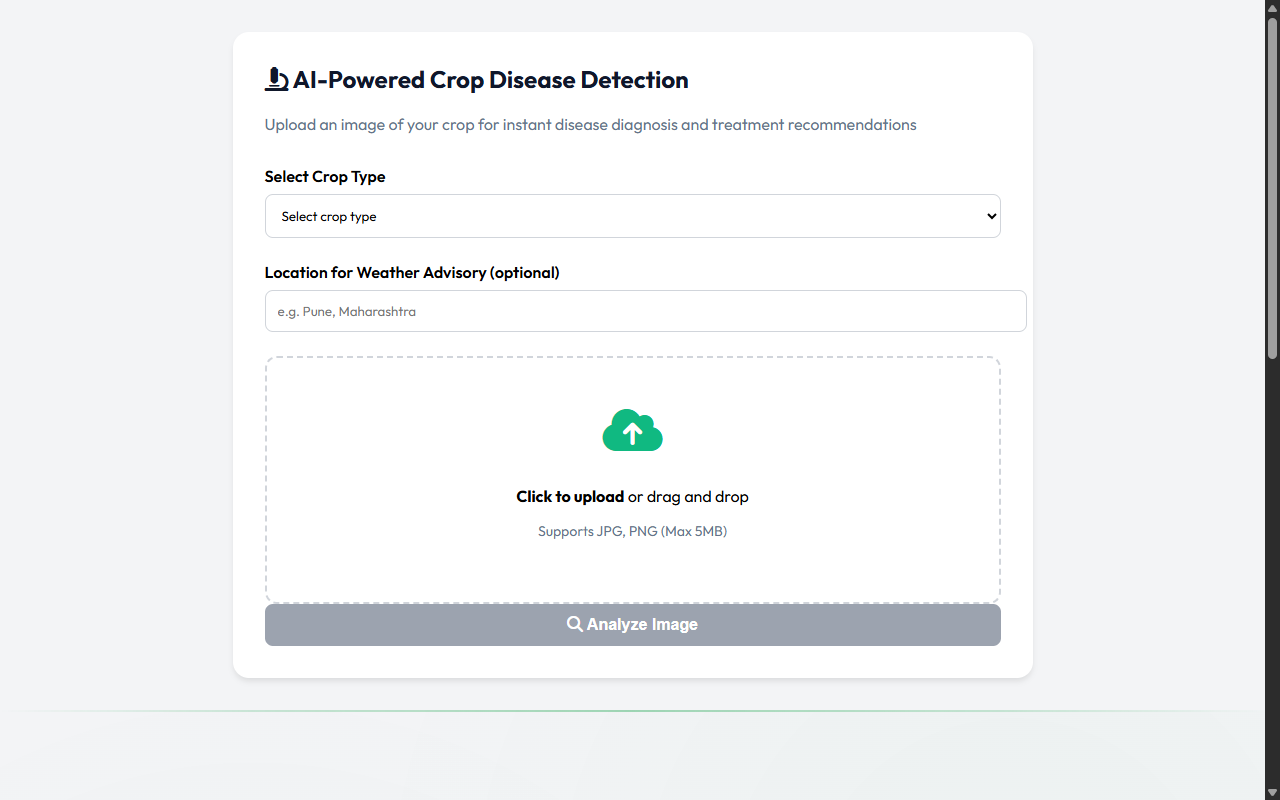 AI-Powered Crop Disease Detection
Upload an image of your crop for instant disease diagnosis and treatment recommendations
Select Crop Type
Select crop type
Location for Weather Advisory (optional)
e.g. Pune, Maharashtra
Click to upload or drag and drop
Supports JPG, PNG (Max 5MB)
Analyze Image